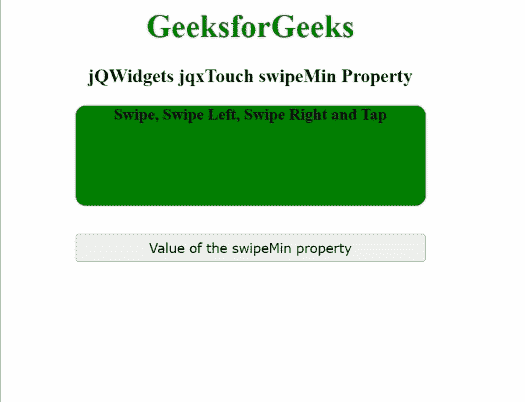 GeeksforGeeks
jQWidgets jqxTouch swipeMin Property
Swipe, Swipe Left, Swipe Right and Tap
Value of the swipeMin property